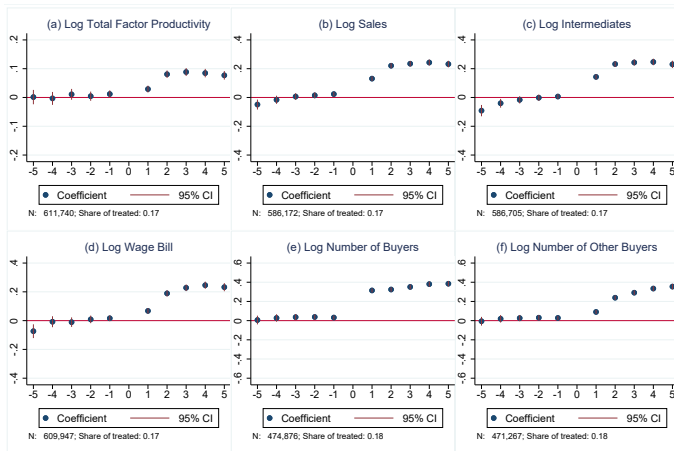 (a) Log Total Factor Productivity
.2
.1
0
-.1
-.2
-5 -4 -3 -2 -1 0 1 2 3 4 5
Coefficient 95% CI
N: 611,740; Share of treated: 0.17
(b) Log Sales
.4
.2
0
-.2
-.4
-5 -4 -3 -2 -1 0 1 2 3 4 5
Coefficient 95% CI
N: 586,172; Share of treated: 0.17
(c) Log Intermediates
.4
.2
0
-.2
-.4
-5 -4 -3 -2 -1 0 1 2 3 4 5
Coefficient 95% CI
N: 586,705; Share of treated: 0.17
(d) Log Wage Bill
.4
.2
0
-.2
-.4
-5 -4 -3 -2 -1 0 1 2 3 4 5
Coefficient 95% CI
N: 609,947; Share of treated: 0.17
(e) Log Number of Buyers
.6
.4
.2
0
-.2
-.4
-.6
-5 -4 -3 -2 -1 0 1 2 3 4 5
Coefficient 95% CI
N: 474,876; Share of treated: 0.18
(f) Log Number of Other Buyers
.6
.4
.2
0
-.2
-.4
-.6
-5 -4 -3 -2 -1 0 1 2 3 4 5
Coefficient 95% CI
N: 471,267; Share of treated: 0.18